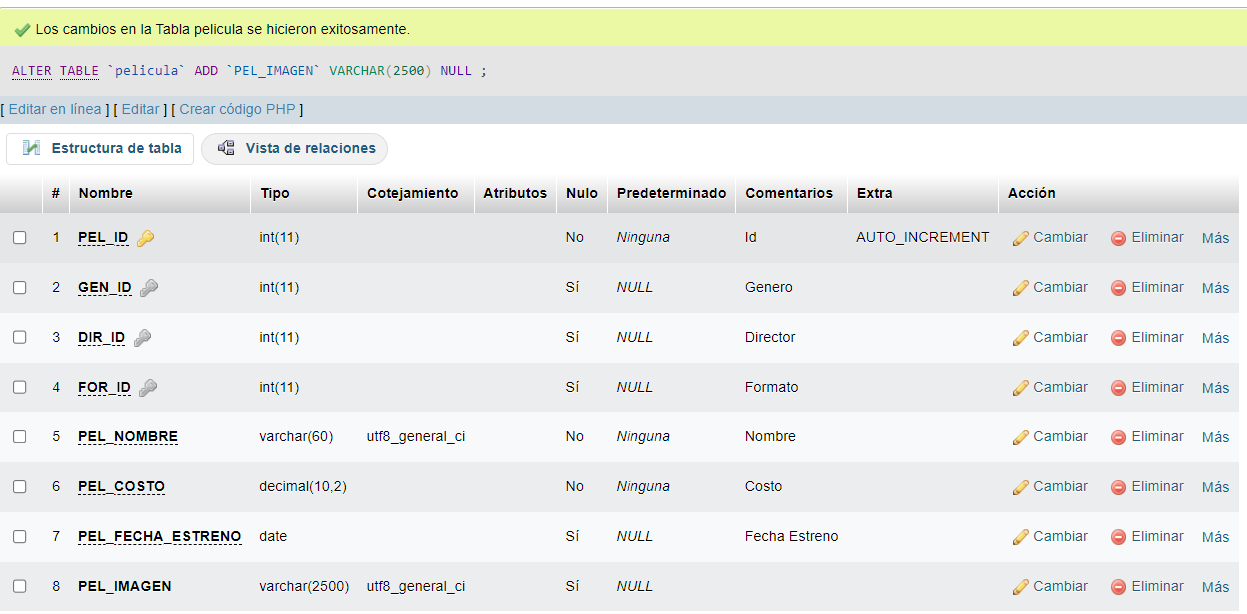 Los cambios en la Tabla pelicula se hicieron exitosamente.
ALTER TABLE `pelicula` ADD `PEL_IMAGEN` VARCHAR(2500) NULL ;
[ Editar en línea ] [ Editar ] [ Crear código PHP ]
Estructura de tabla Vista de relaciones
# Nombre Tipo Cotejamiento Atributos Nulo Predeterminado Comentarios Extra Acción
1 PEL_ID int(11) No Ninguna Id AUTO_INCREMENT Cambiar Eliminar Más
2 GEN_ID int(11) Sí NULL Genero Cambiar Eliminar Más
3 DIR_ID int(11) Sí NULL Director Cambiar Eliminar Más
4 FOR_ID int(11) Sí NULL Formato Cambiar Eliminar Más
5 PEL_NOMBRE varchar(60) utf8_general_ci No Ninguna Nombre Cambiar Eliminar Más
6 PEL_COSTO decimal(10,2) No Ninguna Costo Cambiar Eliminar Más
7 PEL_FECHA_ESTRENO date Sí NULL Fecha Estreno Cambiar Eliminar Más
8 PEL_IMAGEN varchar(2500) utf8_general_ci Sí NULL Cambiar Eliminar Más